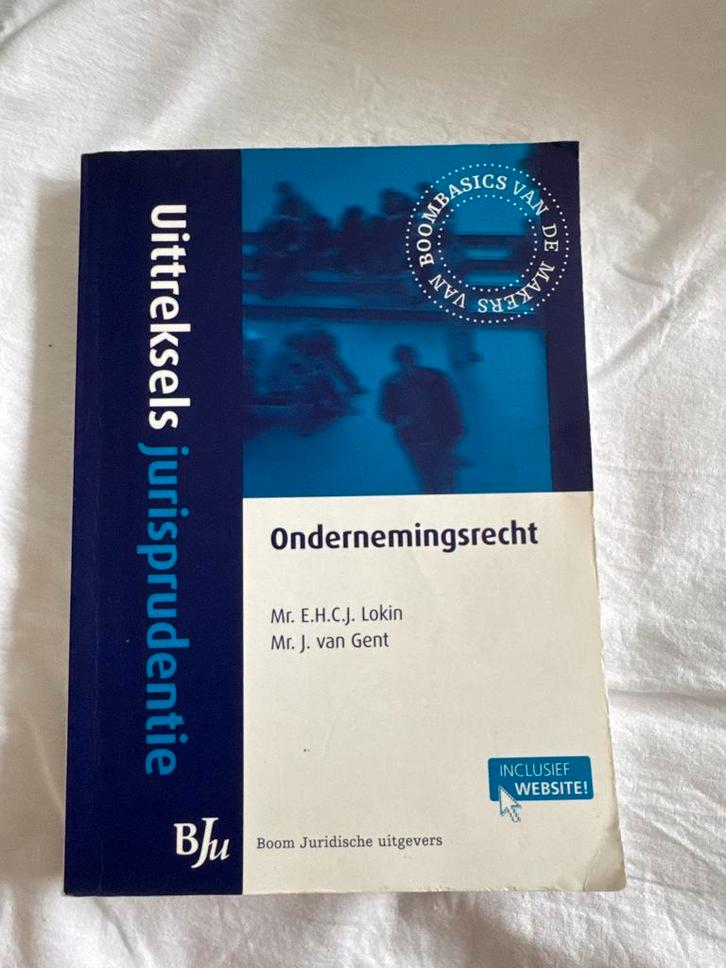 Uittreksels jurisprudentie
VAN DE MAKERS VAN BOOMBASICS
Ondernemingsrecht
Mr. E.H.C.J. Lokin
Mr. J. van Gent
INCLUSIEF
WEBSITE!
BJu
Boom Juridische uitgevers